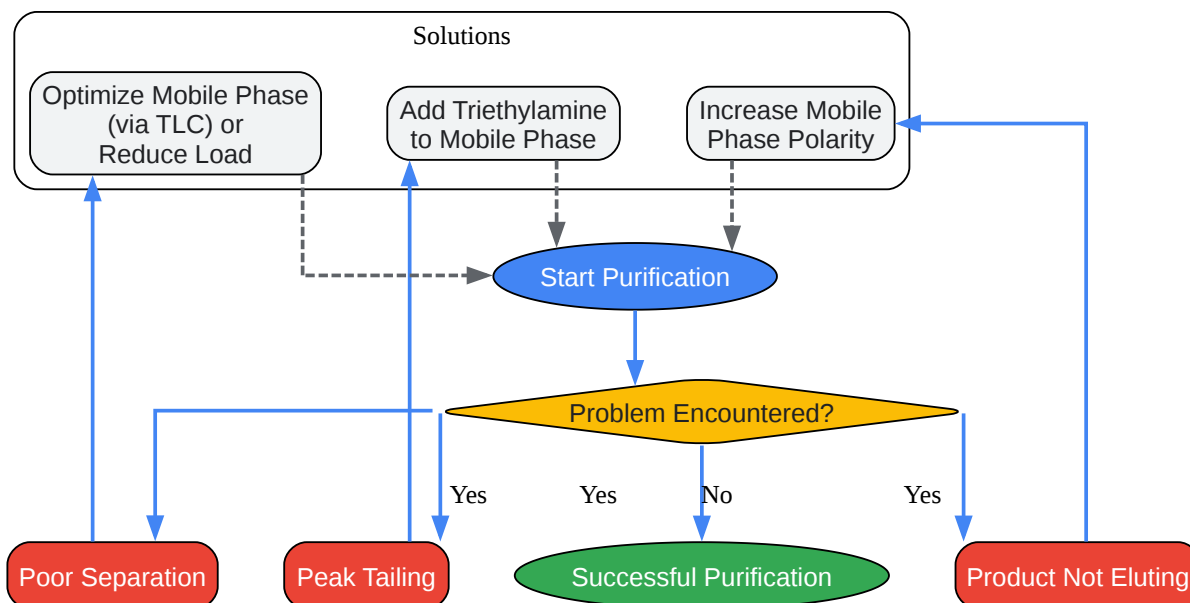 Solutions
Optimize Mobile Phase
(via TLC) or
Reduce Load
Add Triethylamine
to Mobile Phase
Increase Mobile
Phase Polarity
Start Purification
Problem Encountered?
Yes
Yes
No
Yes
Poor Separation
Peak Tailing
Successful Purification
Product Not Eluting